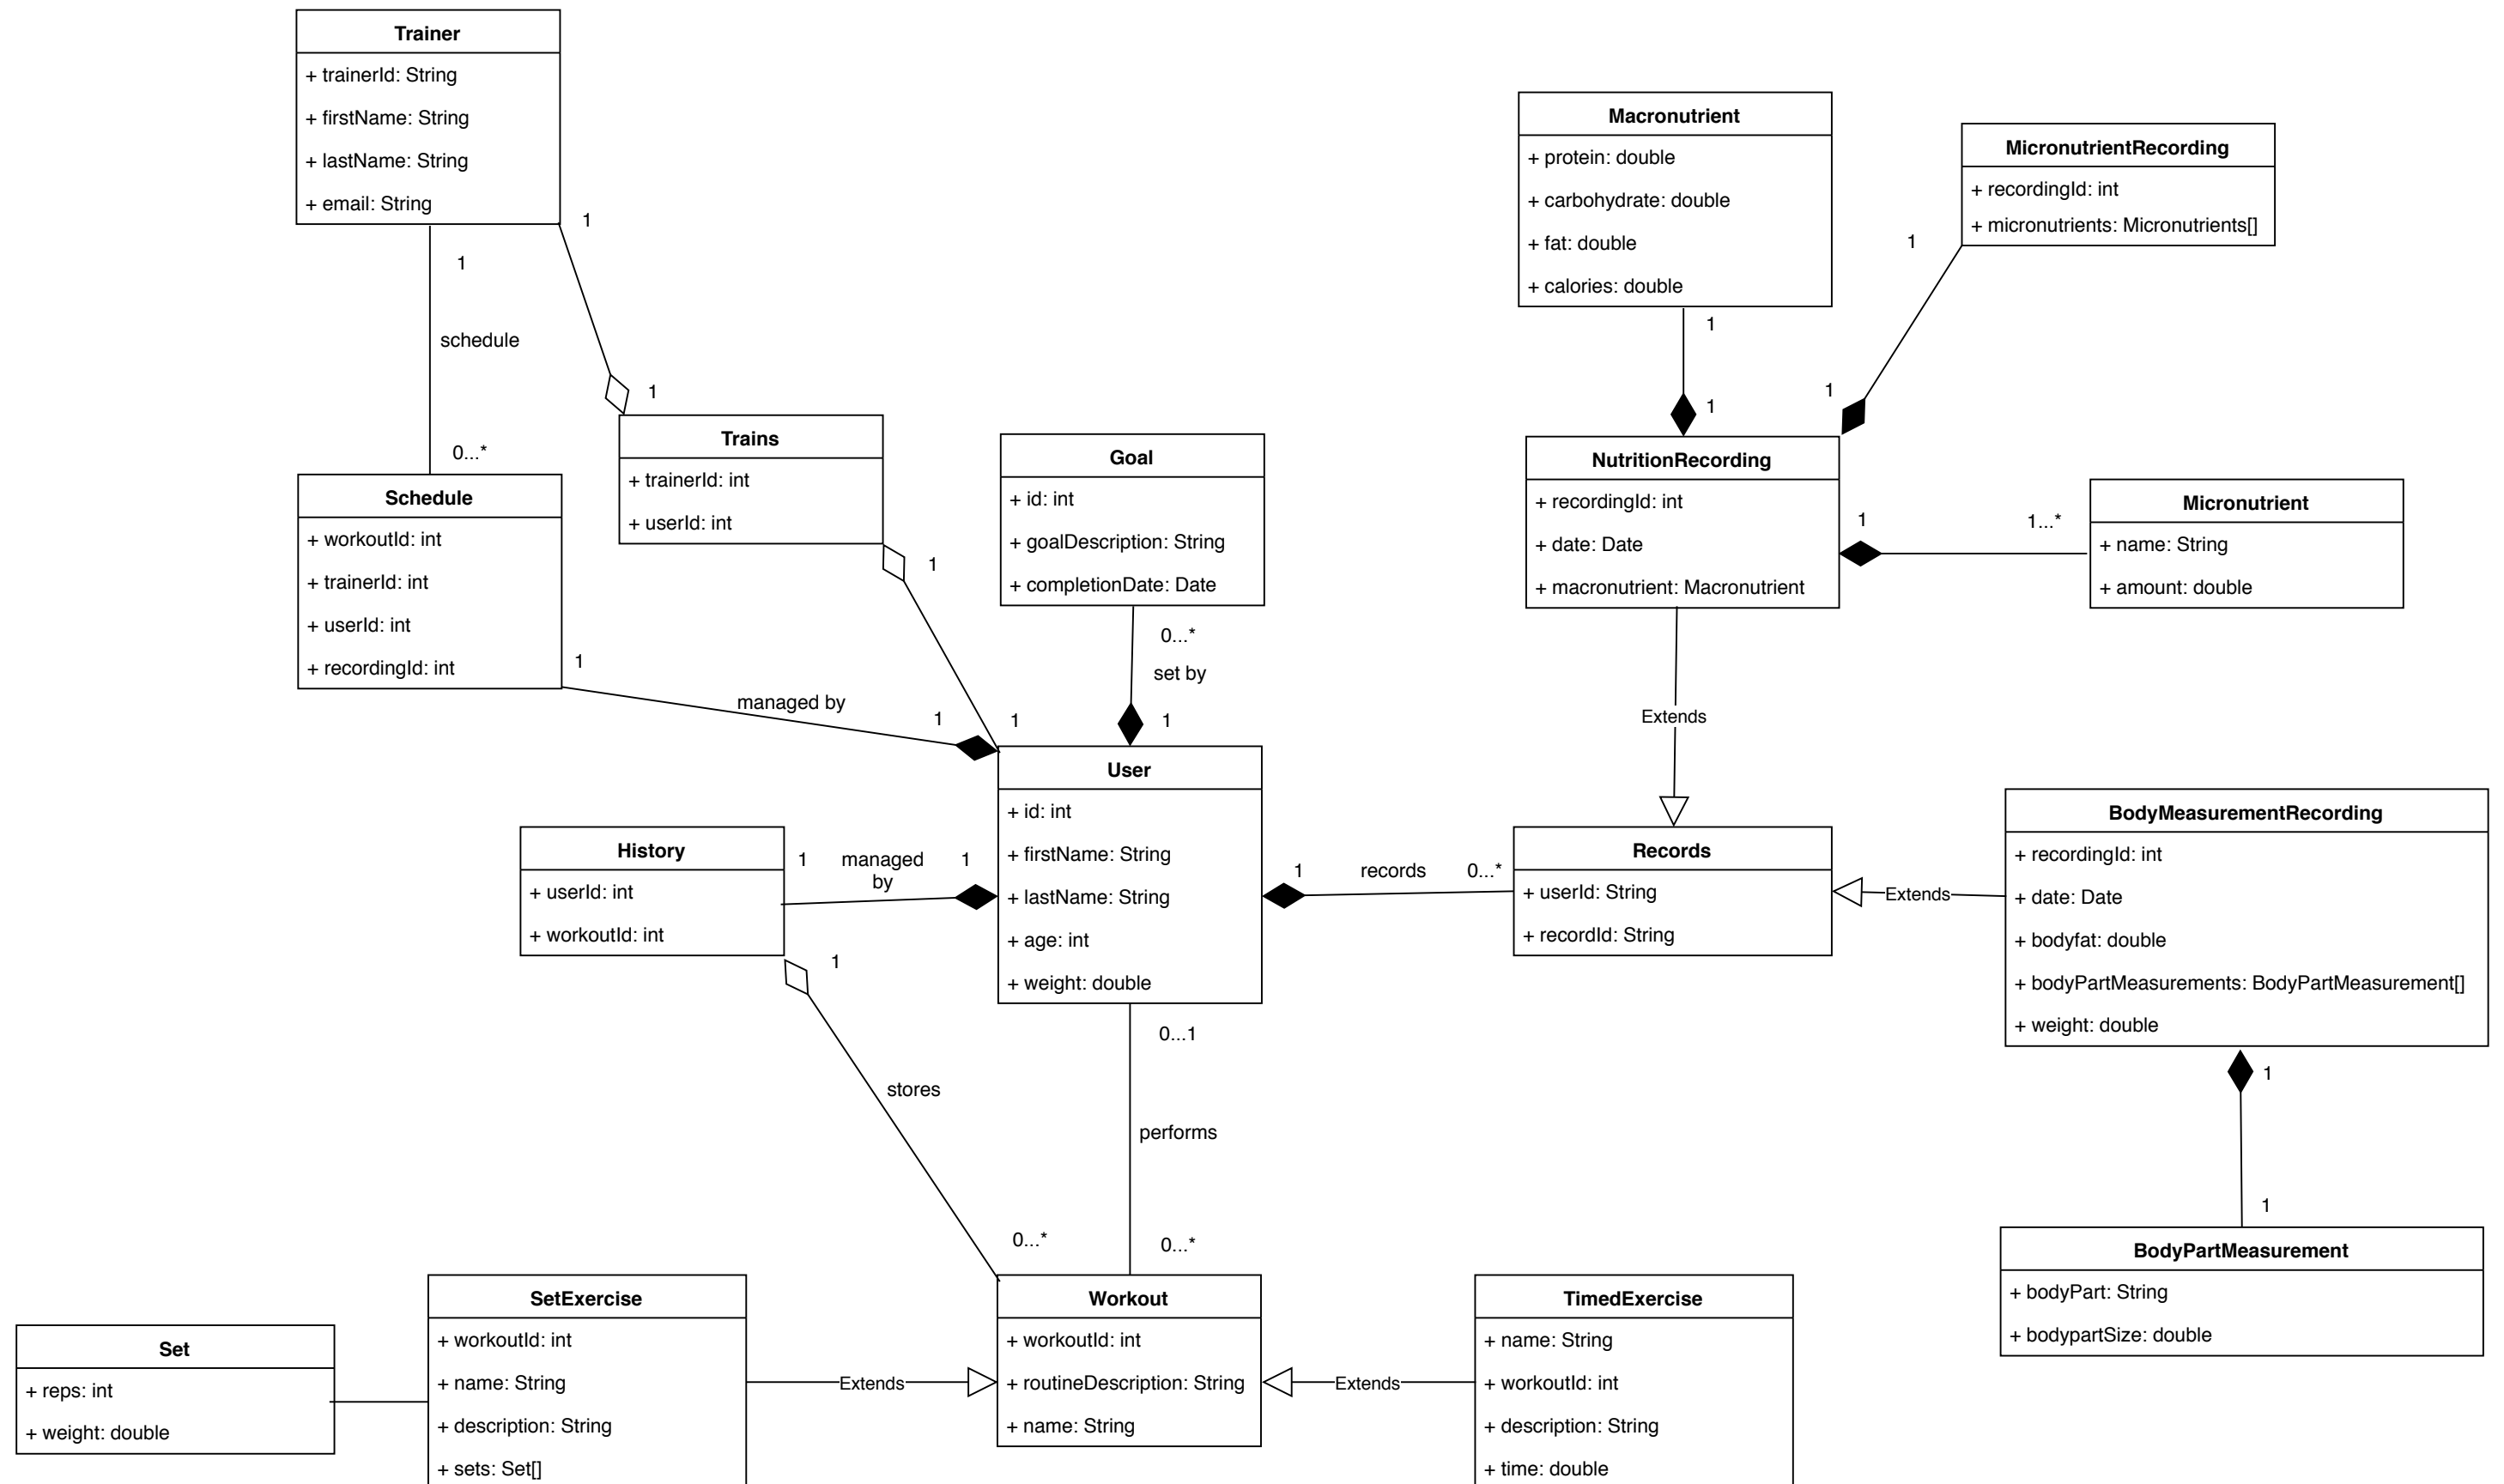 Trainer
+ trainerId: String
+ firstName: String
+ lastName: String
+ email: String
1
1
schedule
0...*
1
Trains
+ trainerId: int
+ userId: int
1
1
Schedule
+ workoutId: int
+ trainerId: int
+ userId: int
+ recordingId: int
1
managed by
1
Goal
+ id: int
+ goalDescription: String
+ completionDate: Date
0...*
set by
1
Macronutrient
+ protein: double
+ carbohydrate: double
+ fat: double
+ calories: double
1
1
MicronutrientRecording
+ recordingId: int
+ micronutrients: Micronutrients[]
1
1
NutritionRecording
+ recordingId: int
+ date: Date
+ macronutrient: Macronutrient
1
1...*
Micronutrient
+ name: String
+ amount: double
Extends
User
+ id: int
+ firstName: String
+ lastName: String
+ age: int
+ weight: double
History
+ userId: int
+ workoutId: int
1
managed
by
1
1
records
0...*
Records
+ userId: String
+ recordId: String
Extends
BodyMeasurementRecording
+ recordingId: int
+ date: Date
+ bodyfat: double
+ bodyPartMeasurements: BodyPartMeasurement[]
+ weight: double
1
1
BodyPartMeasurement
+ bodyPart: String
+ bodypartSize: double
1
stores
0...*
0...1
performs
0...*
Set
+ reps: int
+ weight: double
SetExercise
+ workoutId: int
+ name: String
+ description: String
+ sets: Set[]
Extends
Workout
+ workoutId: int
+ routineDescription: String
+ name: String
Extends
TimedExercise
+ name: String
+ workoutId: int
+ description: String
+ time: double